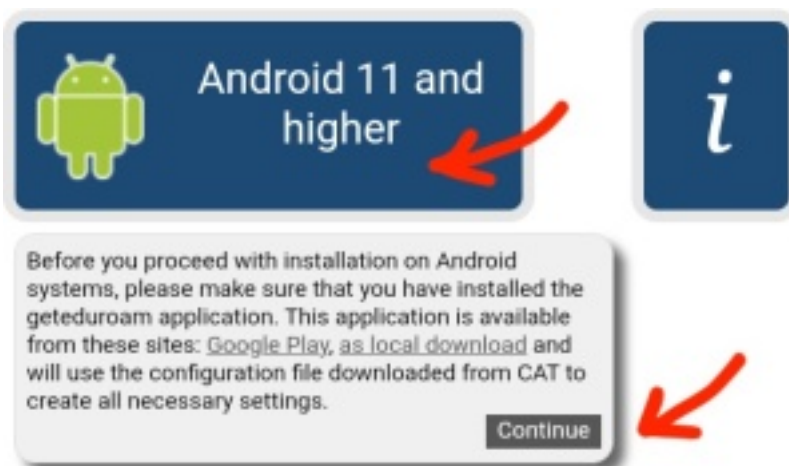 Android 11 and
higher
i
Before you proceed with installation on Android
systems, please make sure that you have installed the
geteduroam application. This application is available
from these sites: Google Play, as local download and
will use the configuration file downloaded from CAT to
create all necessary settings.
Continue